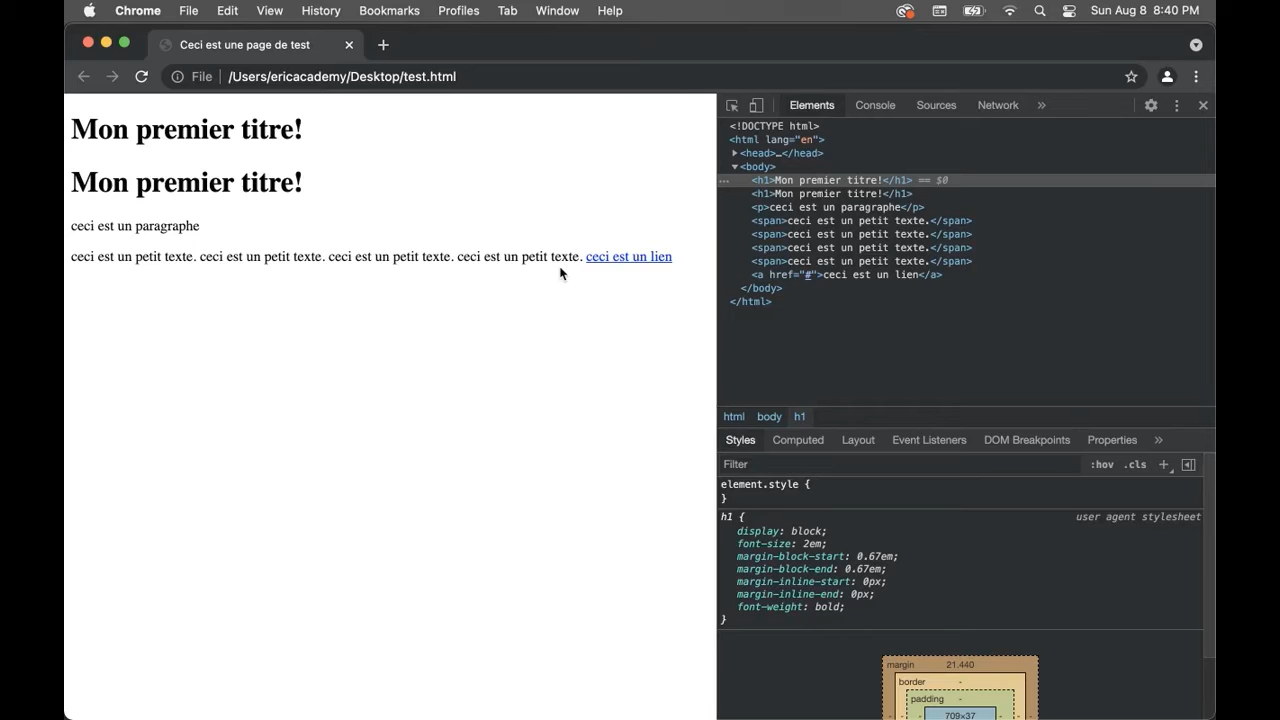 Chrome File Edit View History Bookmarks Profiles Tab Window Help Sun Aug 8 8:40 PM
Ceci est une page de test
File /Users/ericacademy/Desktop/test.html
Mon premier titre!
Mon premier titre!
ceci est un paragraphe
ceci est un petit texte. ceci est un petit texte. ceci est un petit texte. ceci est un petit texte. ceci est un lien
Elements Console Sources Network »
<!DOCTYPE html>
<html lang="en">
<head>…</head>
<body>
… <h1>Mon premier titre!</h1> == $0
<h1>Mon premier titre!</h1>
<p>ceci est un paragraphe</p>
<span>ceci est un petit texte.</span>
<span>ceci est un petit texte.</span>
<span>ceci est un petit texte.</span>
<span>ceci est un petit texte.</span>
<a href="#">ceci est un lien</a>
</body>
</html>
html body h1
Styles Computed Layout Event Listeners DOM Breakpoints Properties »
Filter :hov .cls +
element.style {
}
h1 { user agent stylesheet
display: block;
font-size: 2em;
margin-block-start: 0.67em;
margin-block-end: 0.67em;
margin-inline-start: 0px;
margin-inline-end: 0px;
font-weight: bold;
}
margin 21.440
border -
padding -
709×37